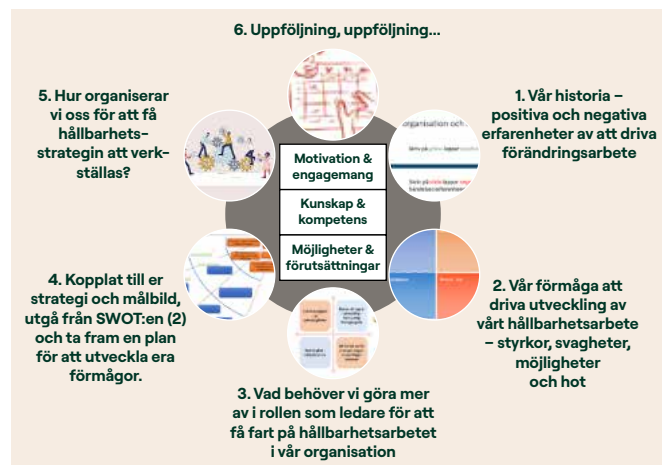 6. Uppföljning, uppföljning...
1. Vår historia –
positiva och negativa
erfarenheter av att driva
förändringsarbete
2. Vår förmåga att
driva utveckling av
vårt hållbarhetsarbete
– styrkor, svagheter,
möjligheter
och hot
3. Vad behöver vi göra mer
av i rollen som ledare för att
få fart på hållbarhetsarbetet
i vår organisation
4. Kopplat till er
strategi och målbild,
utgå från SWOT:en (2)
och ta fram en plan
för att utveckla era
förmågor.
5. Hur organiserar
vi oss för att få
hållbarhets-
strategin att verk-
ställas?
Motivation &
engagemang
Kunskap &
kompetens
Möjligheter &
förutsättningar
organisation och